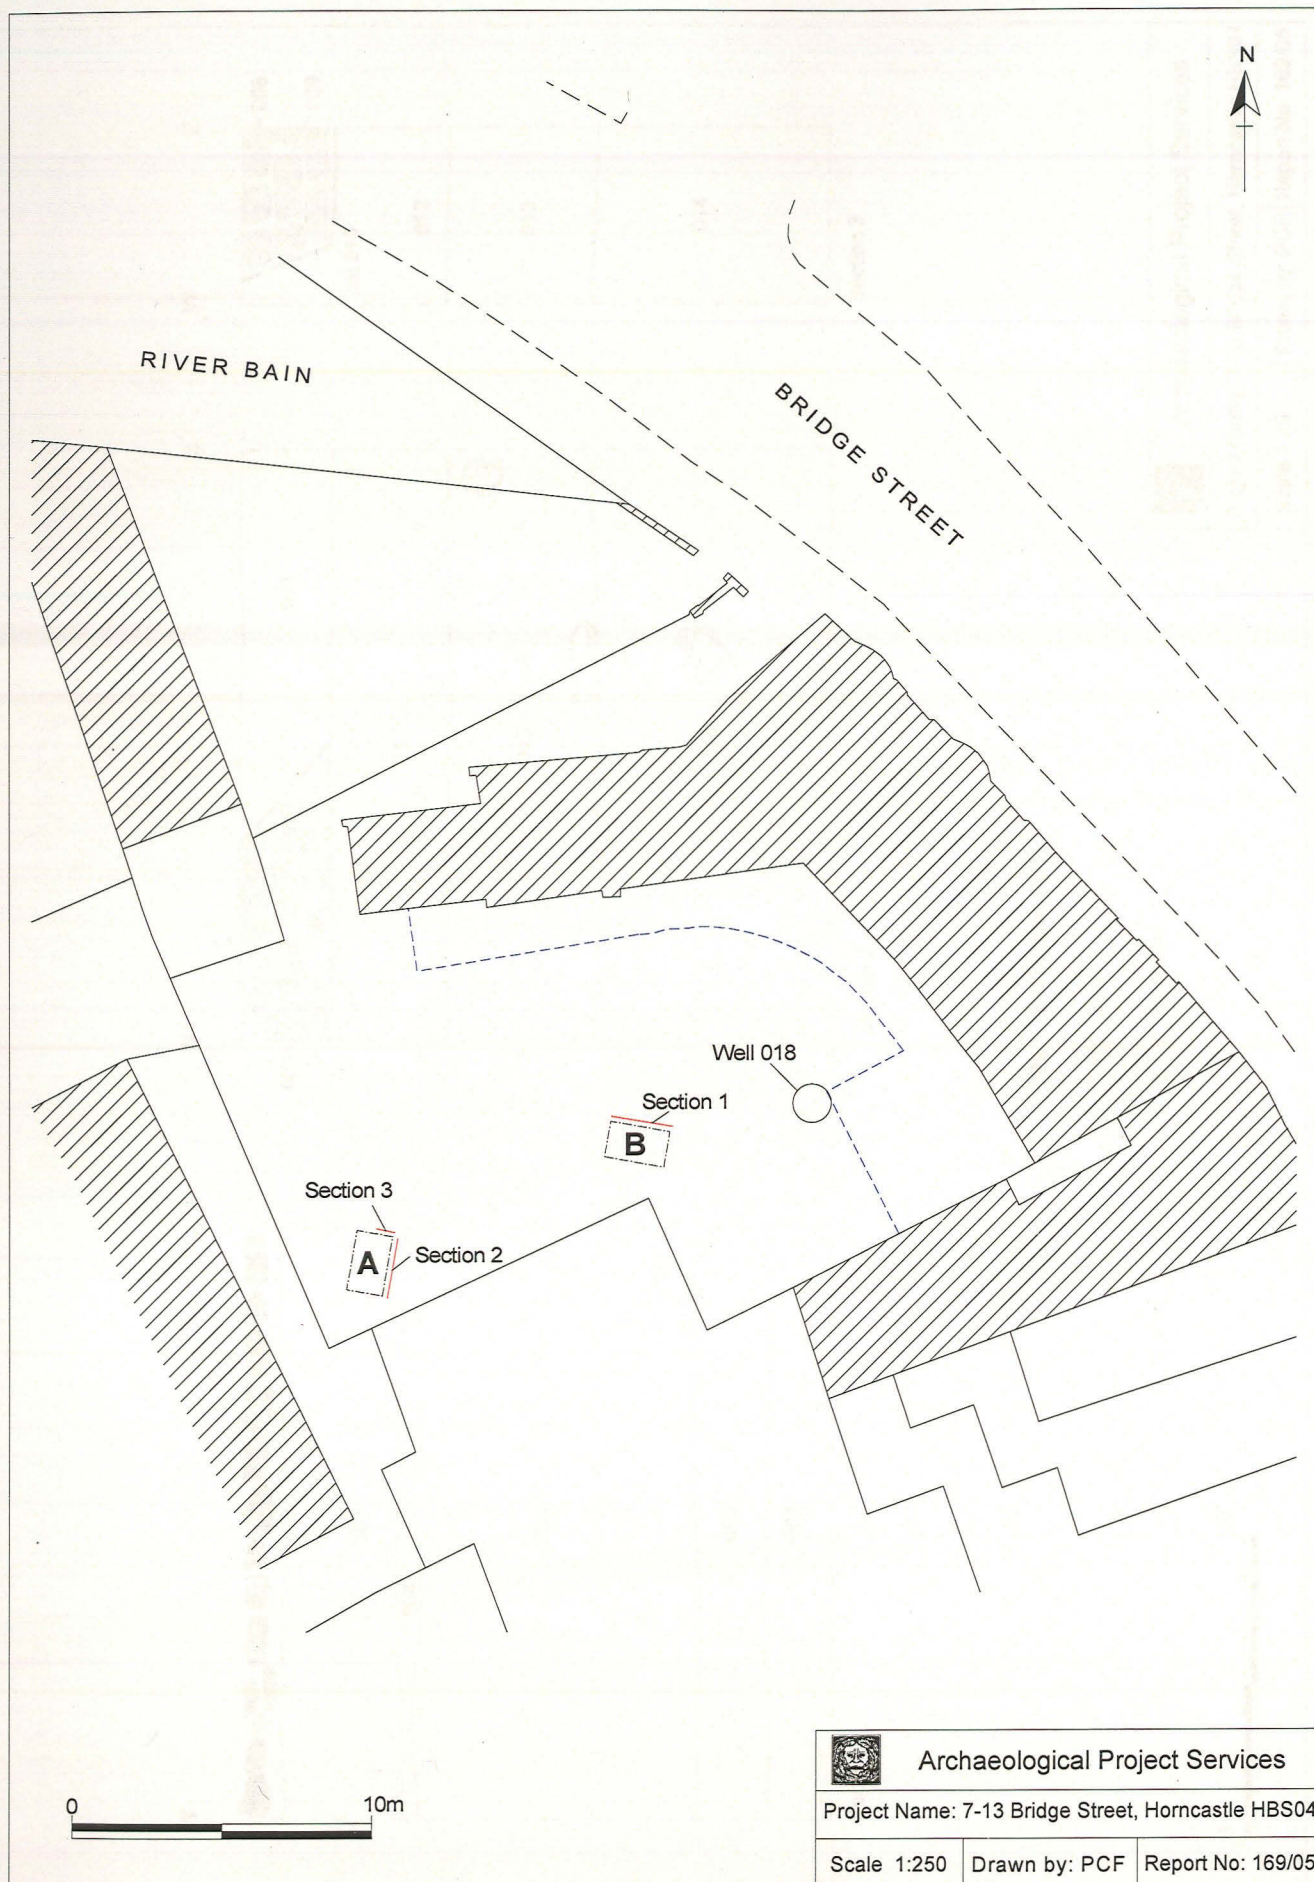 N
RIVER BAIN
BRIDGE STREET
Well 018
Section 1
B
Section 3
A
Section 2
0 10m
Archaeological Project Services
Project Name: 7-13 Bridge Street, Horncastle HBS04
Scale 1:250 Drawn by: PCF Report No: 169/05